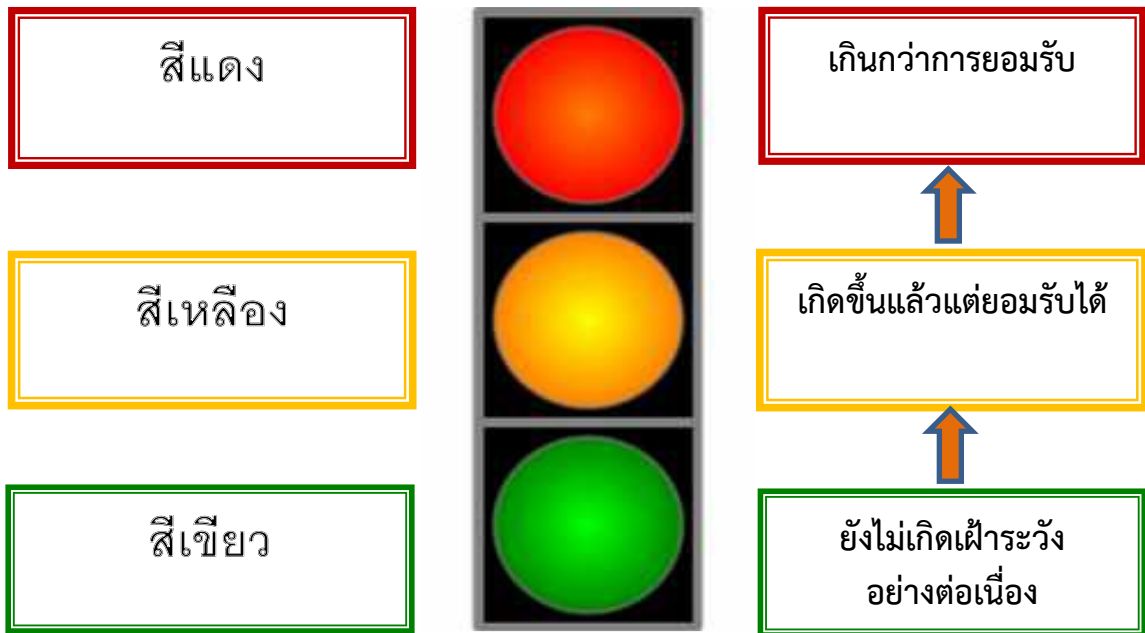 สีแดง
เกินกว่าการยอมรับ
สีเหลือง
เกิดขึ้นแล้วแต่ยอมรับได้
สีเขียว
ยังไม่เกิดเฝ้าระวัง
อย่างต่อเนื่อง